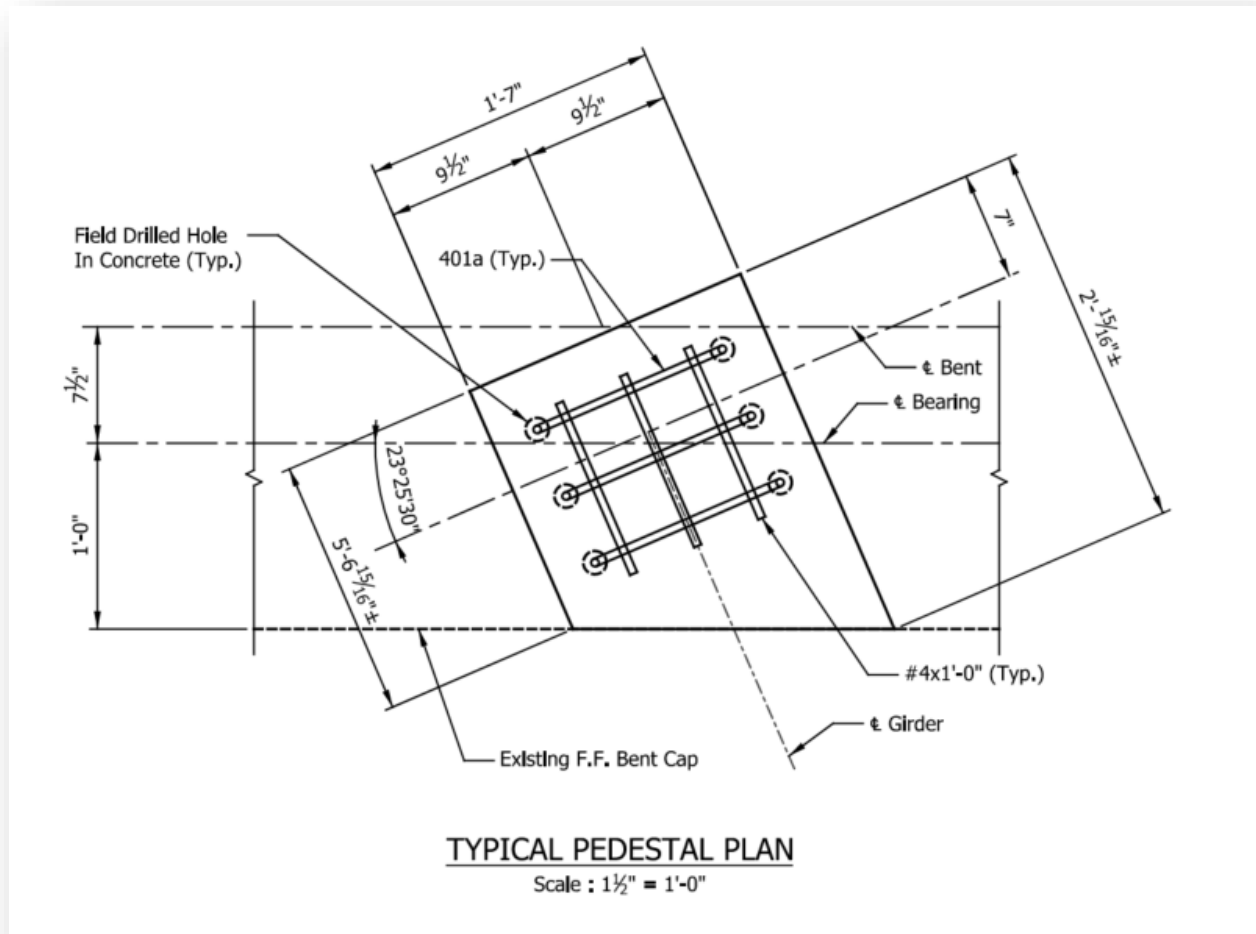 1'-7"
9½"
9½"
7"
2'-15/16"±
Field Drilled Hole
In Concrete (Typ.)
401a (Typ.)
7½"
℄ Bent
℄ Bearing
23°25'30"
1'-0"
5'-6 15/16"±
#4x1'-0" (Typ.)
℄ Girder
Existing F.F. Bent Cap
TYPICAL PEDESTAL PLAN
Scale : 1½" = 1'-0"